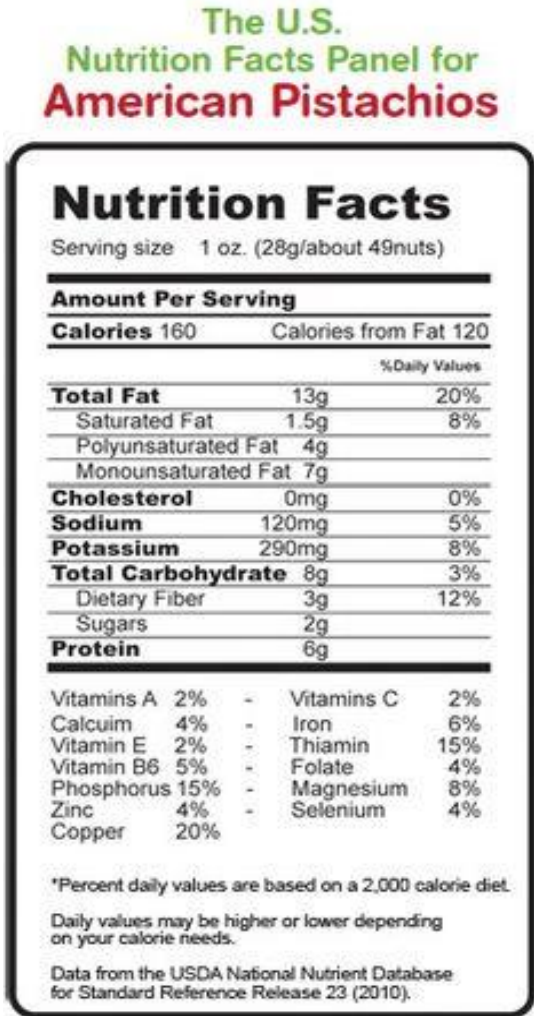 The U.S.
Nutrition Facts Panel for
American Pistachios
Nutrition Facts
Serving size 1 oz. (28g/about 49nuts)
Amount Per Serving
Calories 160 Calories from Fat 120
%Daily Values
Total Fat 13g 20%
Saturated Fat 1.5g 8%
Polyunsaturated Fat 4g
Monounsaturated Fat 7g
Cholesterol 0mg 0%
Sodium 120mg 5%
Potassium 290mg 8%
Total Carbohydrate 8g 3%
Dietary Fiber 3g 12%
Sugars 2g
Protein 6g
Vitamins A 2% - Vitamins C 2%
Calcuim 4% - Iron 6%
Vitamin E 2% - Thiamin 15%
Vitamin B6 5% - Folate 4%
Phosphorus 15% - Magnesium 8%
Zinc 4% - Selenium 4%
Copper 20%
*Percent daily values are based on a 2,000 calorie diet.
Daily values may be higher or lower depending
on your calorie needs.
Data from the USDA National Nutrient Database
for Standard Reference Release 23 (2010).